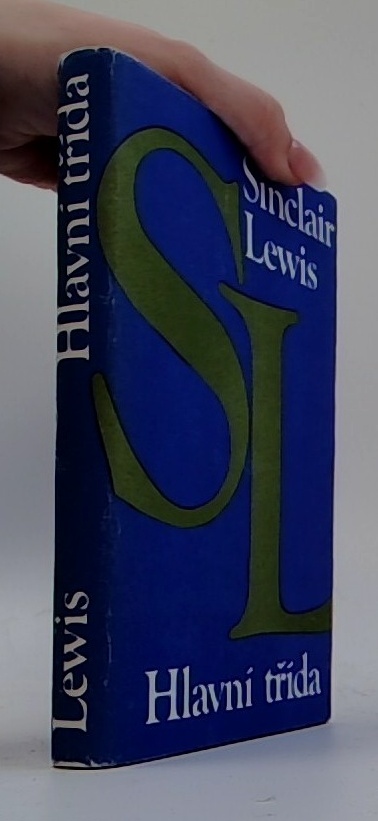 Lewis Hlavní třída
SL
Sinclair
Lewis
Hlavní třída